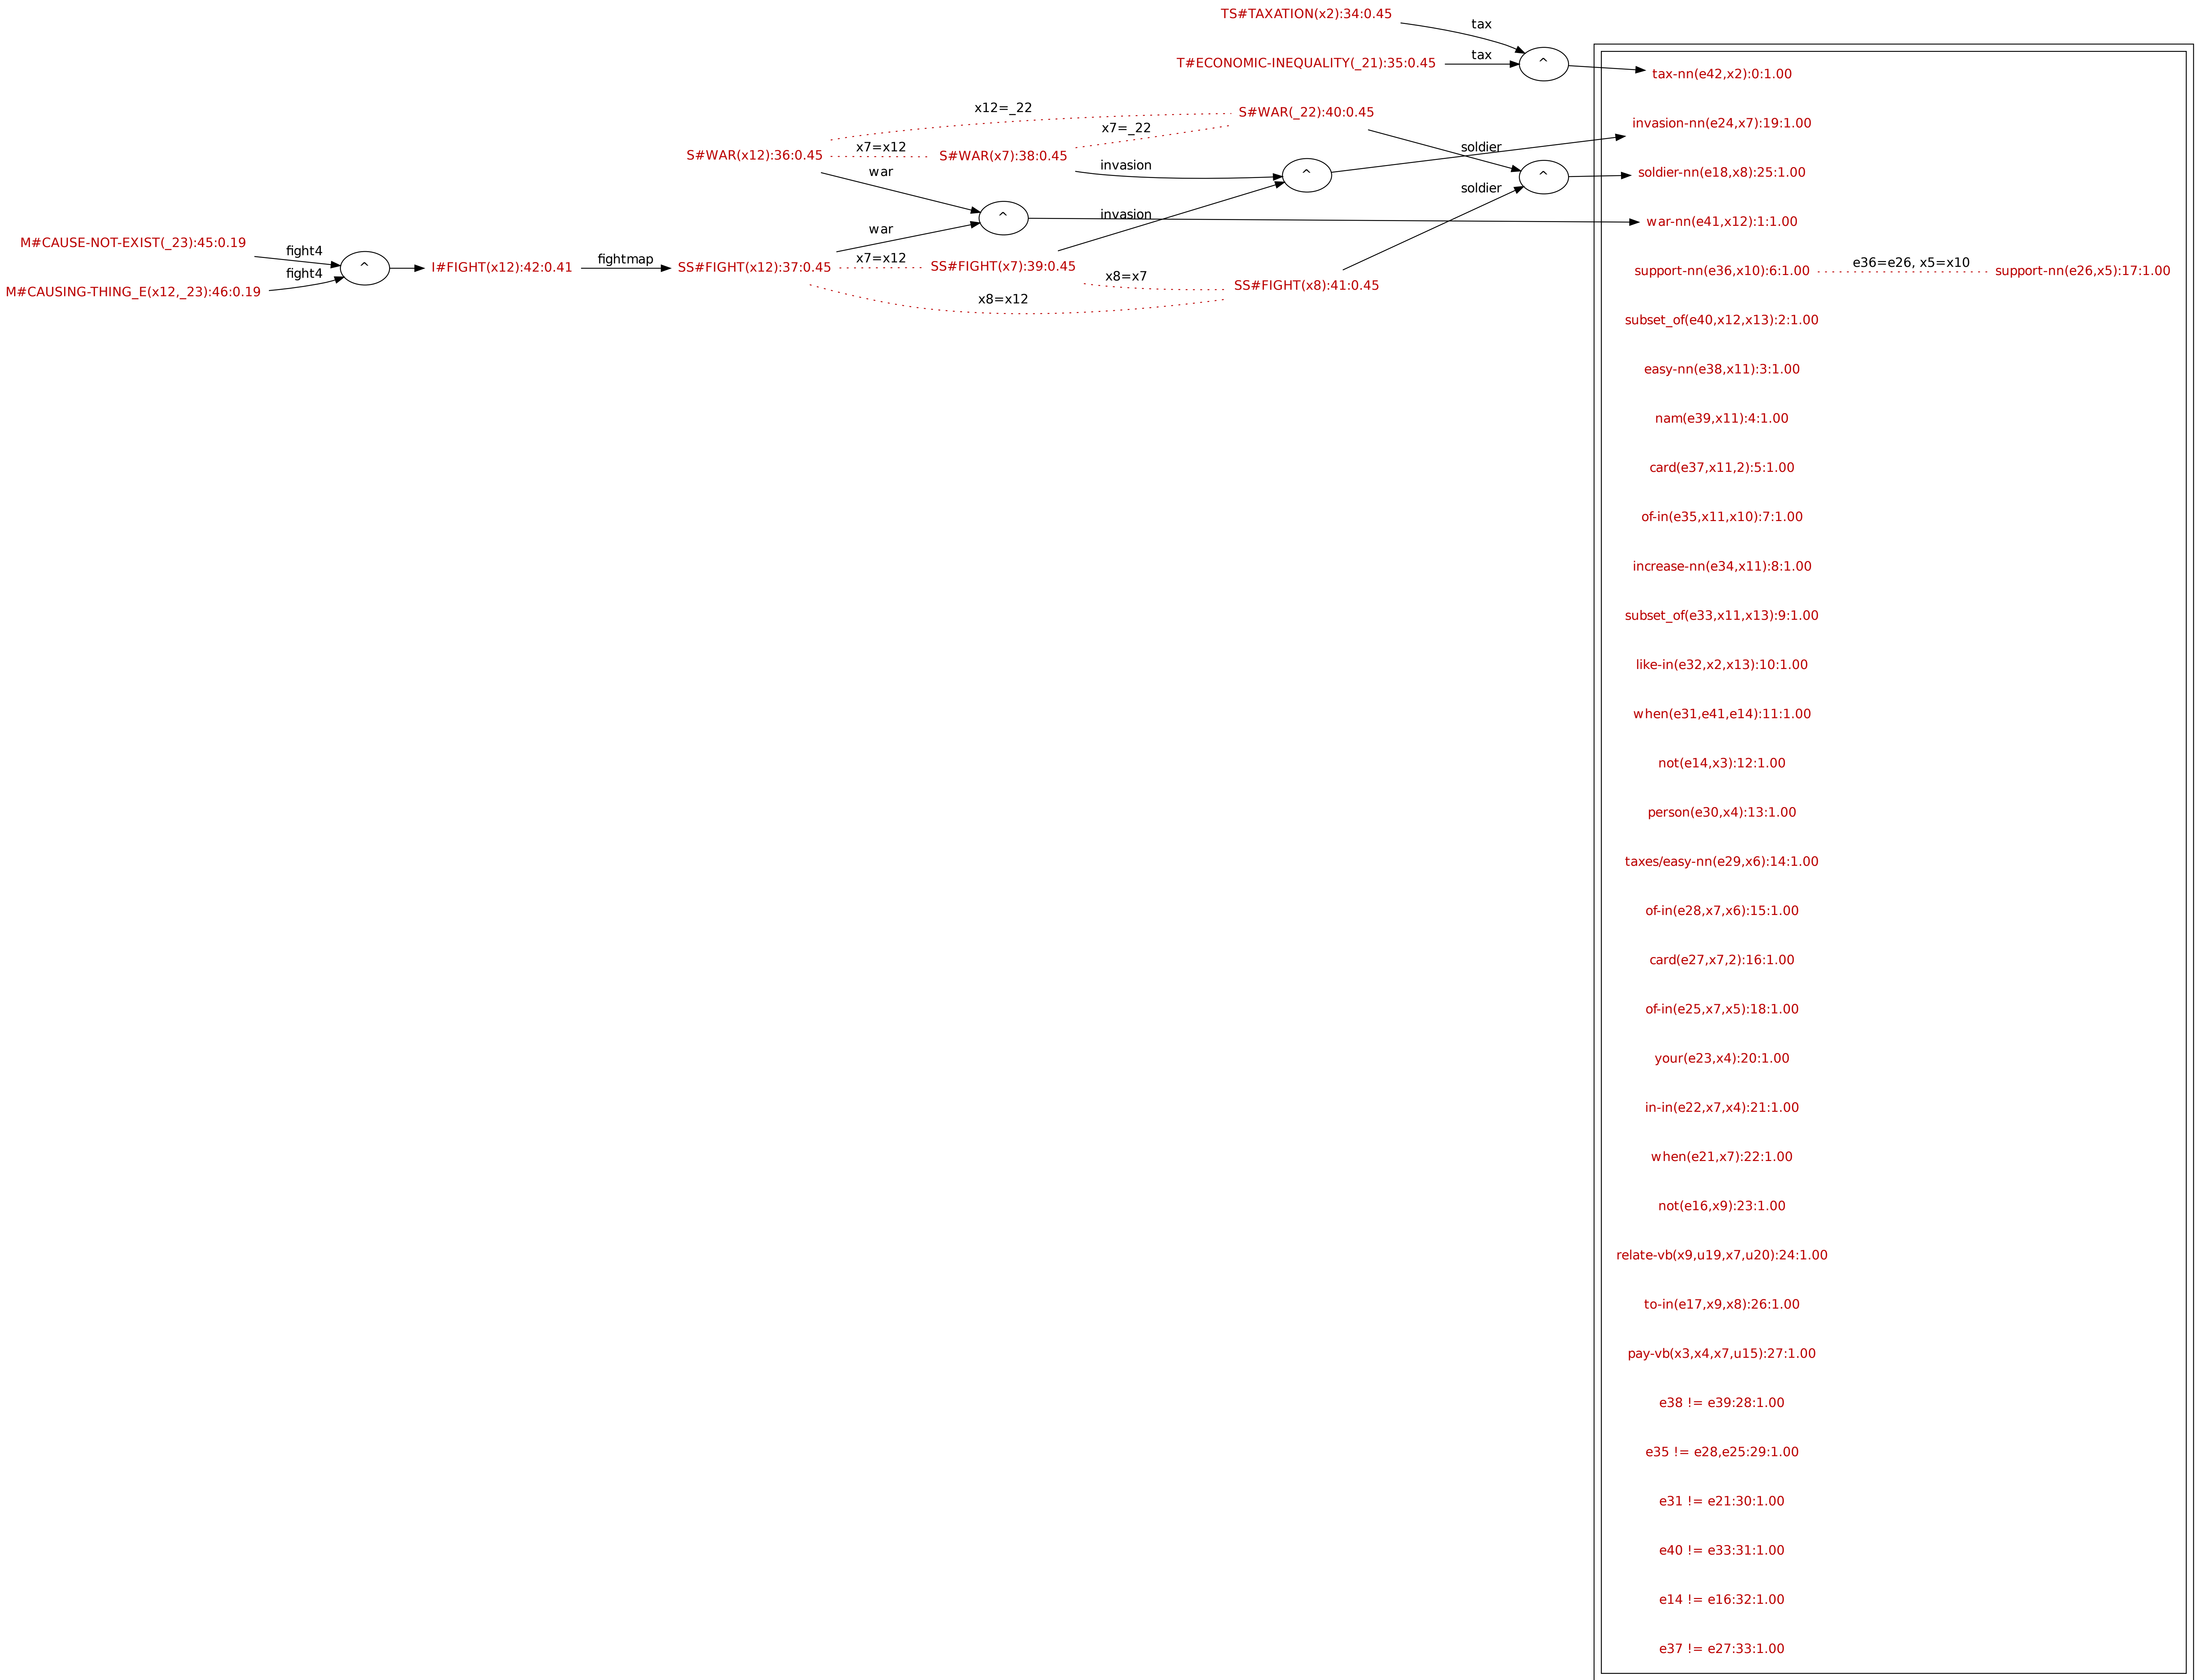 TS#TAXATION(x2):34:0.45
tax
T#ECONOMIC-INEQUALITY(_21):35:0.45
tax
^
tax-nn(e42,x2):0:1.00
x12=_22
S#WAR(_22):40:0.45
invasion-nn(e24,x7):19:1.00
x7=_22
S#WAR(x12):36:0.45
x7=x12
S#WAR(x7):38:0.45
soldier
invasion
war
^
^
soldier-nn(e18,x8):25:1.00
soldier
invasion
^
war-nn(e41,x12):1:1.00
war
M#CAUSE-NOT-EXIST(_23):45:0.19
fight4
fight4
^
M#CAUSING-THING_E(x12,_23):46:0.19
I#FIGHT(x12):42:0.41
fightmap
SS#FIGHT(x12):37:0.45
x7=x12
SS#FIGHT(x7):39:0.45
x8=x7
SS#FIGHT(x8):41:0.45
x8=x12
support-nn(e36,x10):6:1.00
e36=e26, x5=x10
support-nn(e26,x5):17:1.00
subset_of(e40,x12,x13):2:1.00
easy-nn(e38,x11):3:1.00
nam(e39,x11):4:1.00
card(e37,x11,2):5:1.00
of-in(e35,x11,x10):7:1.00
increase-nn(e34,x11):8:1.00
subset_of(e33,x11,x13):9:1.00
like-in(e32,x2,x13):10:1.00
when(e31,e41,e14):11:1.00
not(e14,x3):12:1.00
person(e30,x4):13:1.00
taxes/easy-nn(e29,x6):14:1.00
of-in(e28,x7,x6):15:1.00
card(e27,x7,2):16:1.00
of-in(e25,x7,x5):18:1.00
your(e23,x4):20:1.00
in-in(e22,x7,x4):21:1.00
when(e21,x7):22:1.00
not(e16,x9):23:1.00
relate-vb(x9,u19,x7,u20):24:1.00
to-in(e17,x9,x8):26:1.00
pay-vb(x3,x4,x7,u15):27:1.00
e38 != e39:28:1.00
e35 != e28,e25:29:1.00
e31 != e21:30:1.00
e40 != e33:31:1.00
e14 != e16:32:1.00
e37 != e27:33:1.00